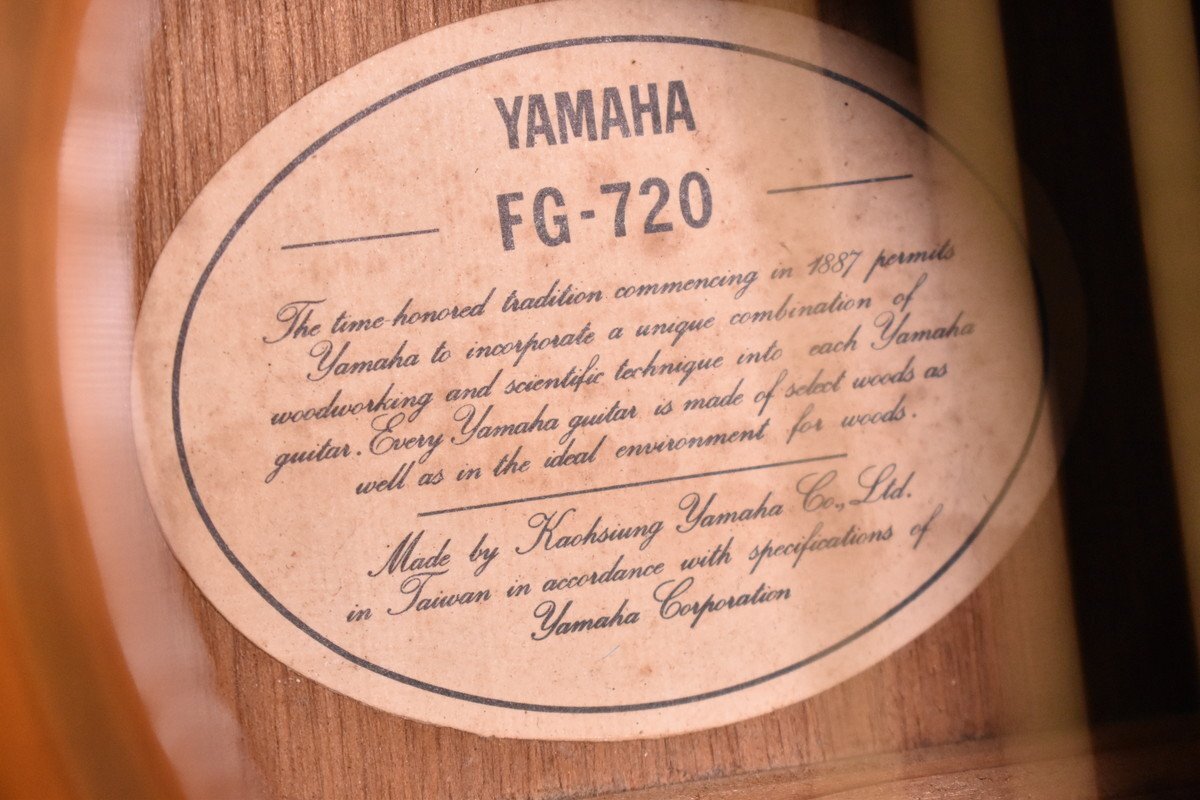 YAMAHA
FG-720
The time-honored tradition commencing in 1887 permits
Yamaha to incorporate a unique combination of
woodworking and scientific technique into each Yamaha
guitar. Every Yamaha guitar is made of select woods as
well as in the ideal environment for woods.
Made by Kaohsiung Yamaha Co., Ltd.
in Taiwan in accordance with specifications of
Yamaha Corporation